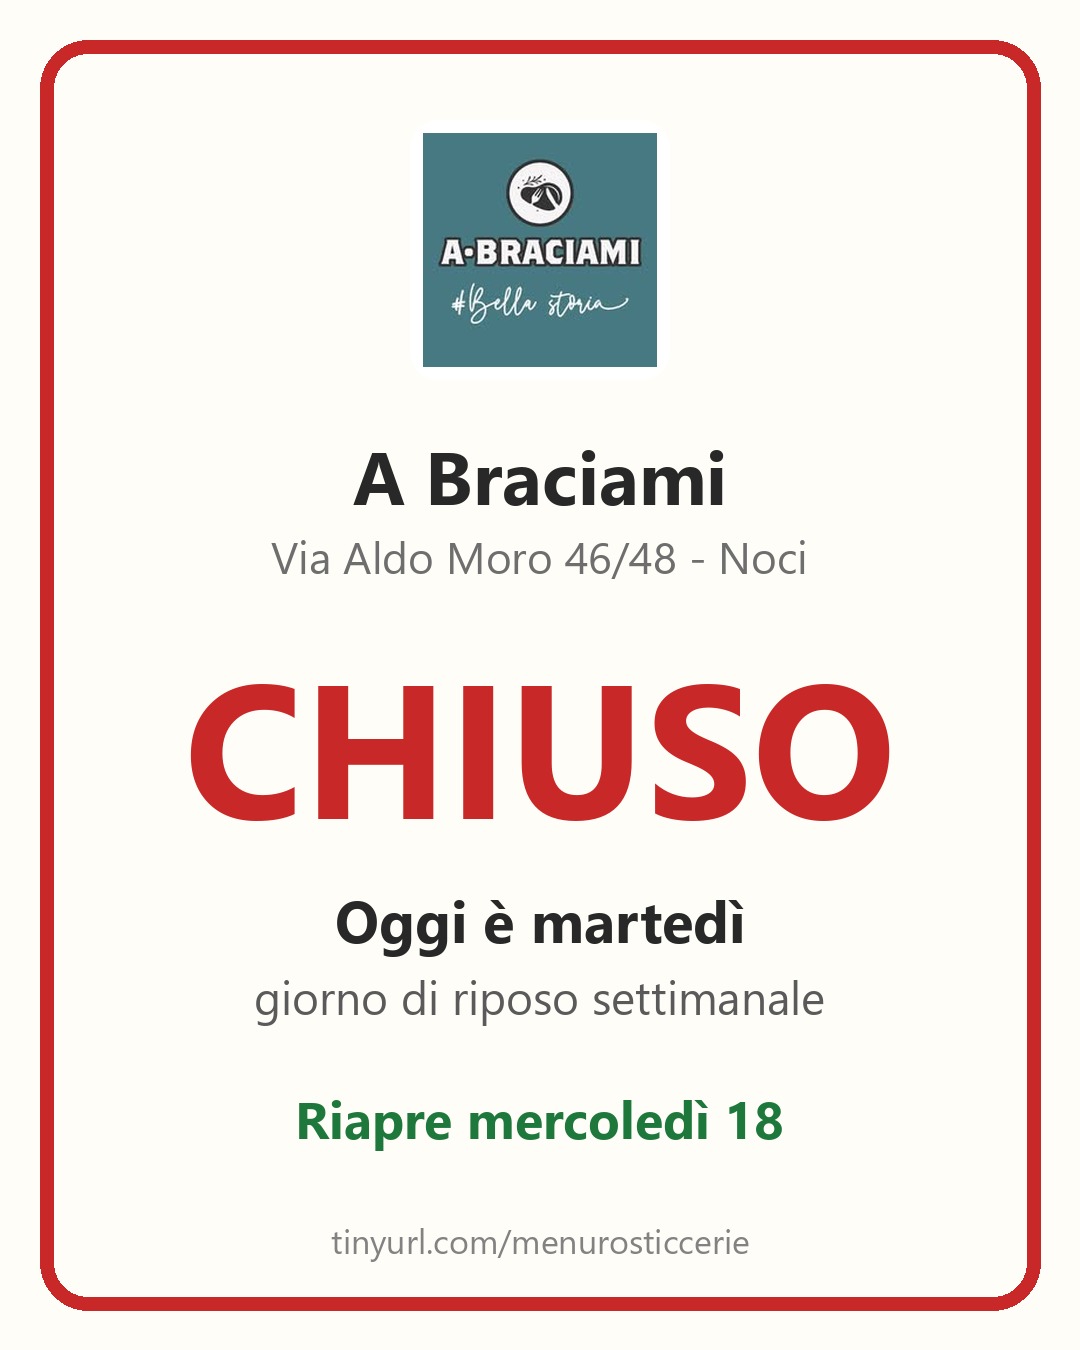 A·BRACIAMI
#Bella storia
A Braciami
Via Aldo Moro 46/48 - Noci
CHIUSO
Oggi è martedì
giorno di riposo settimanale
Riapre mercoledì 18
tinyurl.com/menurosticcerie